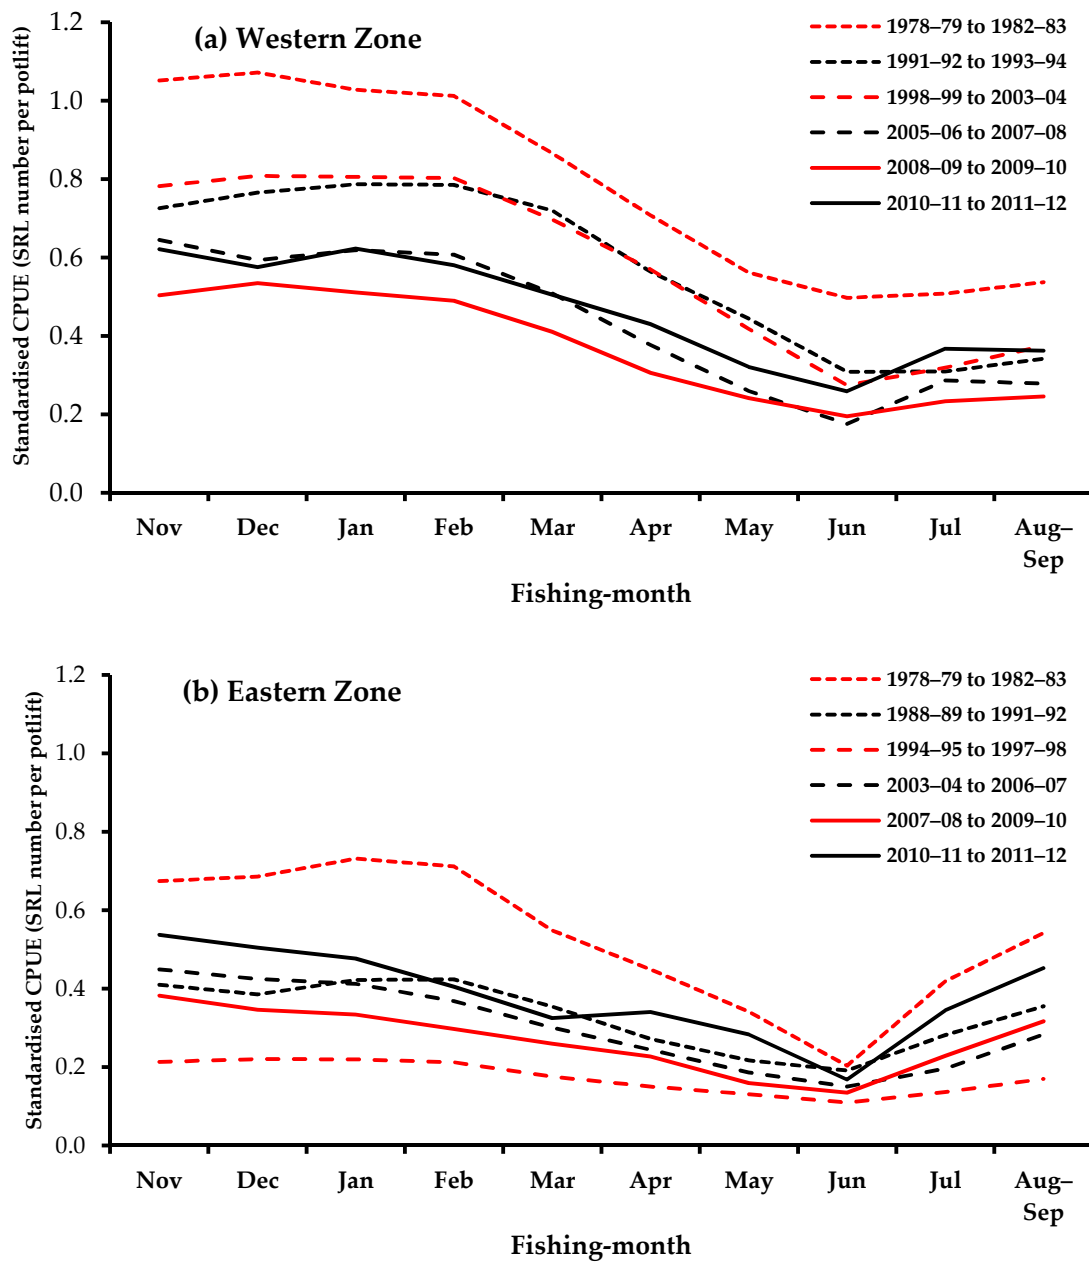 Standardised CPUE (SRL number per potlift)
1.2
1.0
0.8
0.6
0.4
0.2
0.0
(a) Western Zone
1978–79 to 1982–83
1991–92 to 1993–94
1998–99 to 2003–04
2005–06 to 2007–08
2008–09 to 2009–10
2010–11 to 2011–12
Nov Dec Jan Feb Mar Apr May Jun Jul Aug–
Sep
Fishing-month
Standardised CPUE (SRL number per potlift)
1.2
1.0
0.8
0.6
0.4
0.2
0.0
(b) Eastern Zone
1978–79 to 1982–83
1988–89 to 1991–92
1994–95 to 1997–98
2003–04 to 2006–07
2007–08 to 2009–10
2010–11 to 2011–12
Nov Dec Jan Feb Mar Apr May Jun Jul Aug–
Sep
Fishing-month